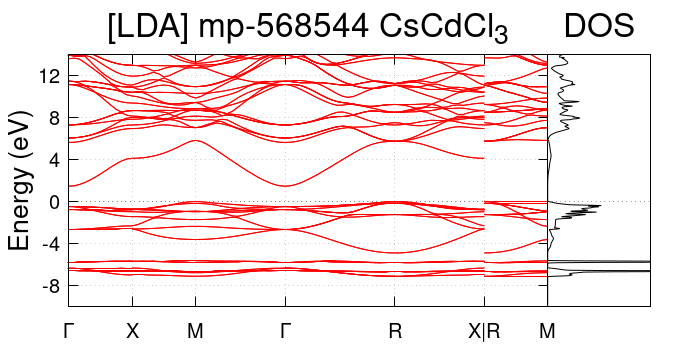 [LDA] mp-568544 CsCdCl3 DOS
Energy (eV)
12
8
4
0
-4
-8
Γ X M Γ R X|R M